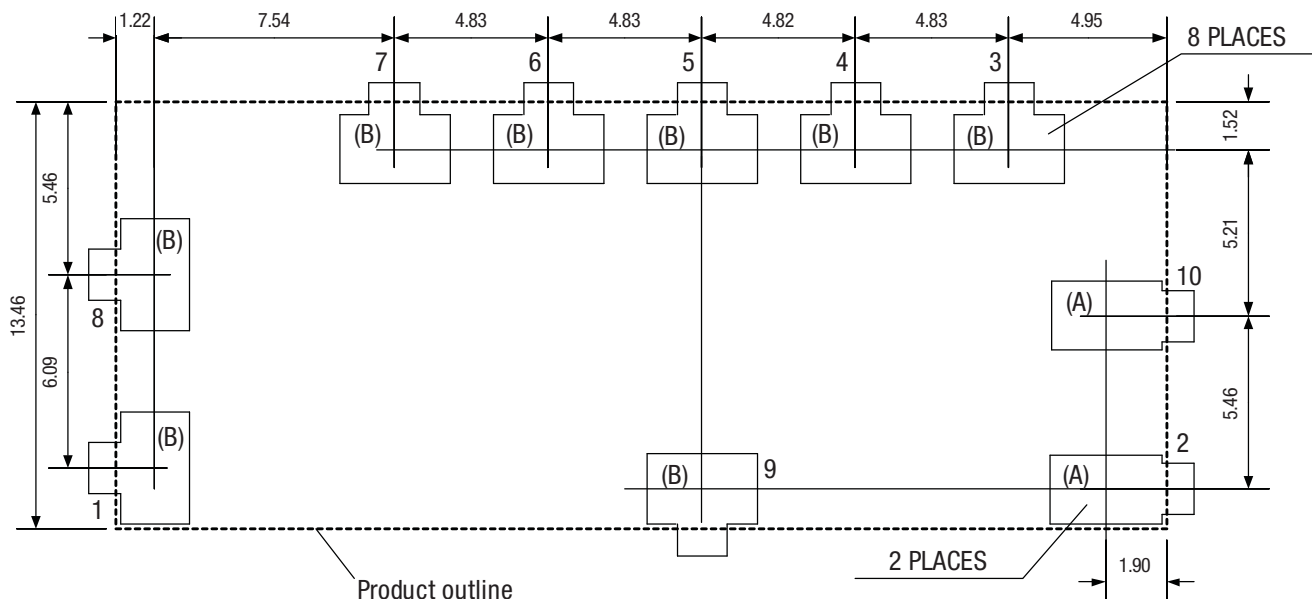 1.22 7.54 4.83 4.83 4.82 4.83 4.95
8 PLACES
7 6 5 4 3
(B) (B) (B) (B) (B)
1.52
5.46
5.21
(B)
8
10
(A)
13.46
6.09
5.46
(B)
1
(B) 9
(A) 2
2 PLACES
1.90
Product outline